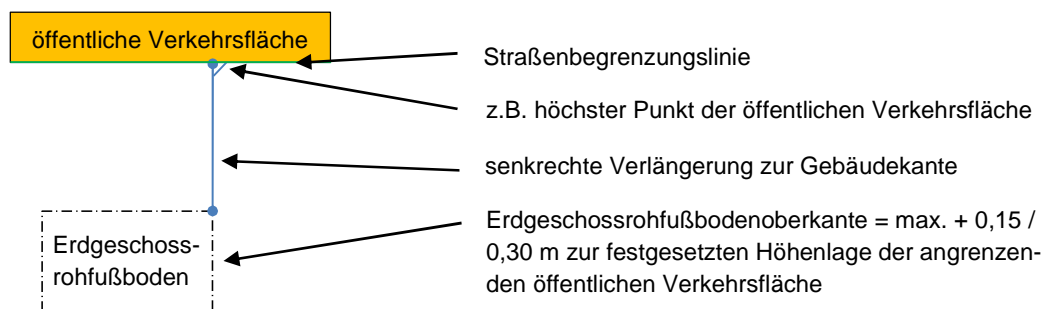 öffentliche Verkehrsfläche
Straßenbegrenzungslinie
z.B. höchster Punkt der öffentlichen Verkehrsfläche
senkrechte Verlängerung zur Gebäudekante
Erdgeschoss-
rohfußboden
Erdgeschossrohfußbodenoberkante = max. + 0,15 /
0,30 m zur festgesetzten Höhenlage der angrenzen-
den öffentlichen Verkehrsfläche